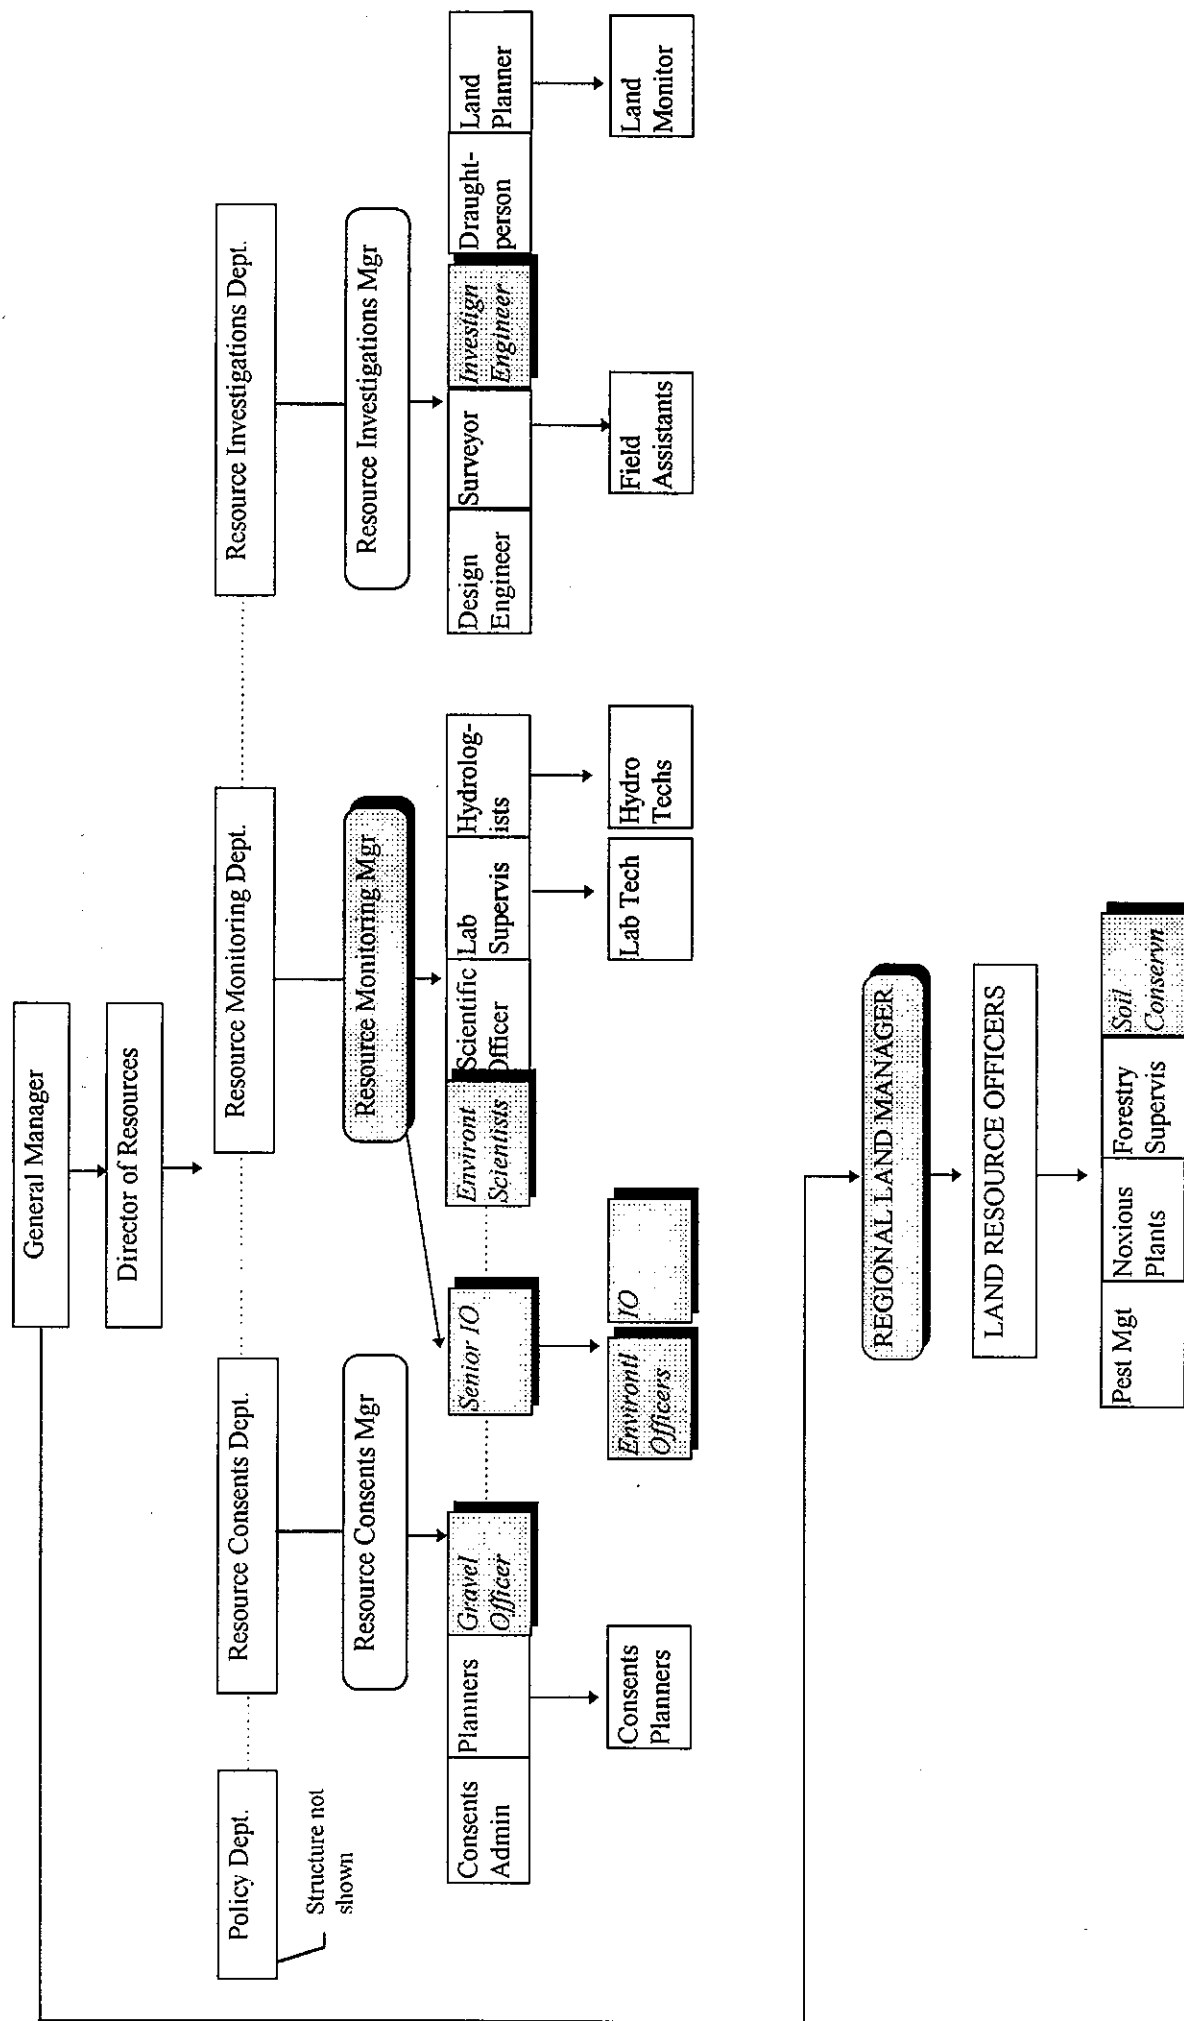 General Manager
Director of Resources
Policy Dept.
Resource Consents Dept.
Resource Monitoring Dept.
Resource Investigations Dept.
Structure not
shown
Resource Consents Mgr
Resource Monitoring Mgr
Resource Investigations Mgr
Consents
Admin
Planners
Gravel
Officer
Senior IO
Environt
Scientists
Scientific
Officer
Lab
Supervis
Hydrolog-
ists
Design
Engineer
Surveyor
Investign
Engineer
Draught-
person
Land
Planner
Consents
Planners
Environtl
Officers
IO
Lab Tech
Hydro
Techs
Field
Assistants
Land
Monitor
REGIONAL LAND MANAGER
LAND RESOURCE OFFICERS
Pest Mgt
Noxious
Plants
Forestry
Supervis
Soil
Conservn